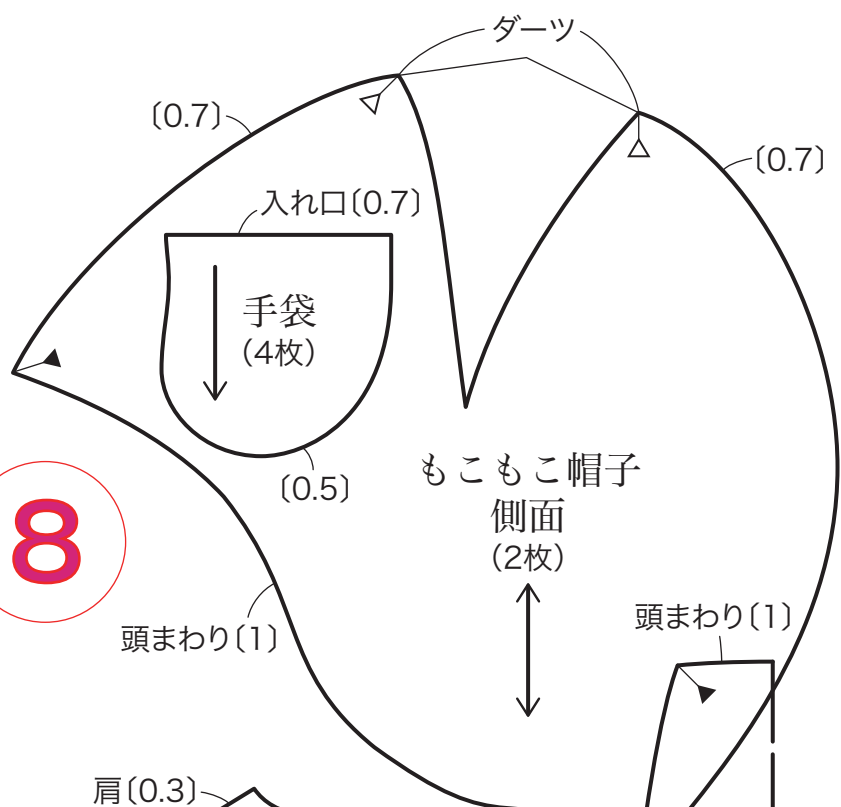 ダーツ
〔0.7〕
〔0.7〕
入れ口〔0.7〕
手袋
(4枚)
〔0.5〕
もこもこ帽子
側面
(2枚)
8
頭まわり〔1〕
頭まわり〔1〕
肩〔0.3〕